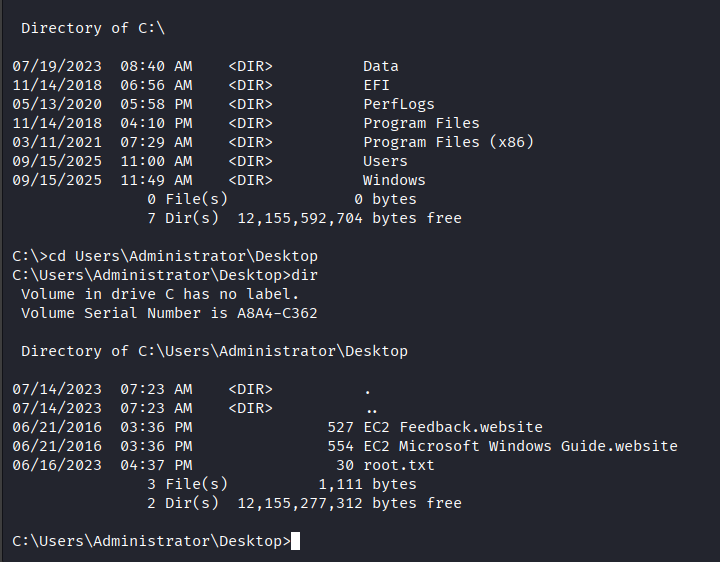 Directory of C:\

07/19/2023  08:40 AM    <DIR>          Data
11/14/2018  06:56 AM    <DIR>          EFI
05/13/2020  05:58 PM    <DIR>          PerfLogs
11/14/2018  04:10 PM    <DIR>          Program Files
03/11/2021  07:29 AM    <DIR>          Program Files (x86)
09/15/2025  11:00 AM    <DIR>          Users
09/15/2025  11:49 AM    <DIR>          Windows
               0 File(s)              0 bytes
               7 Dir(s)  12,155,592,704 bytes free

C:\>cd Users\Administrator\Desktop
C:\Users\Administrator\Desktop>dir
 Volume in drive C has no label.
 Volume Serial Number is A8A4-C362

 Directory of C:\Users\Administrator\Desktop

07/14/2023  07:23 AM    <DIR>          .
07/14/2023  07:23 AM    <DIR>          ..
06/21/2016  03:36 PM               527 EC2 Feedback.website
06/21/2016  03:36 PM               554 EC2 Microsoft Windows Guide.website
06/16/2023  04:37 PM                30 root.txt
               3 File(s)          1,111 bytes
               2 Dir(s)  12,155,277,312 bytes free

C:\Users\Administrator\Desktop>